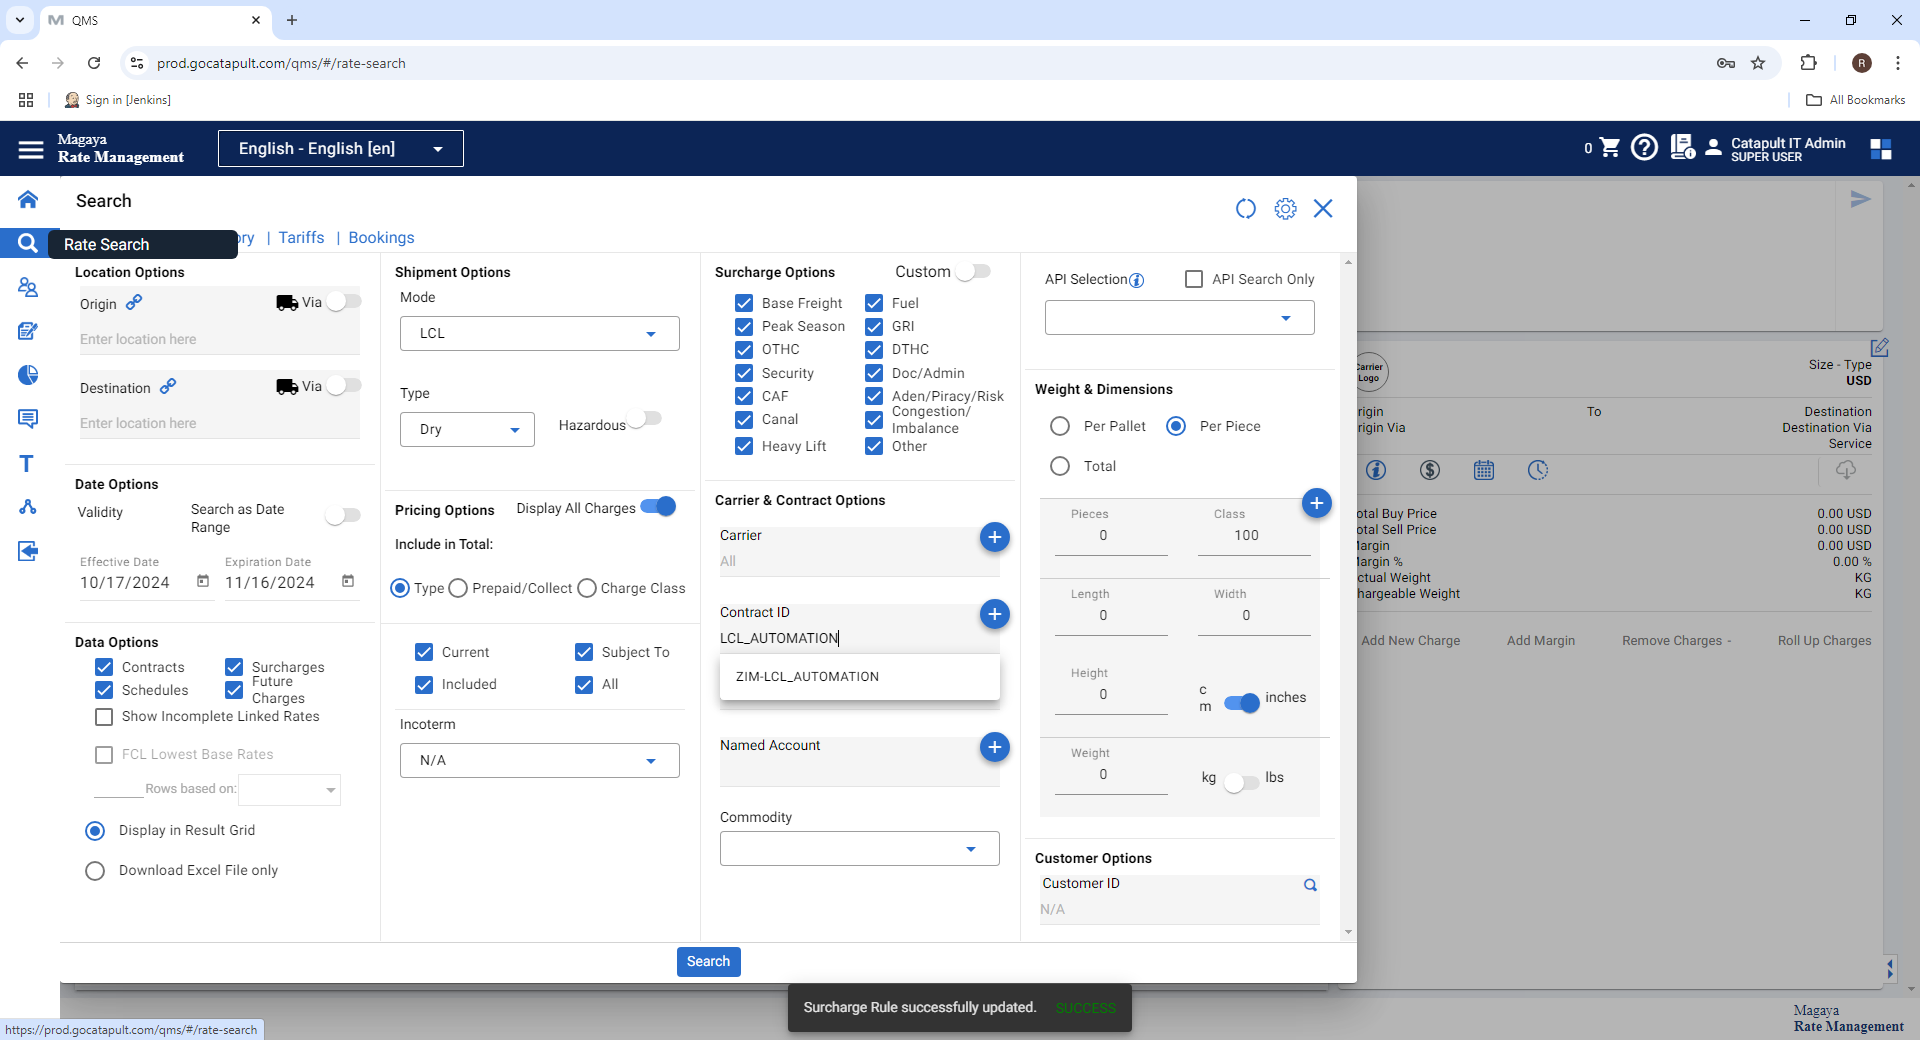 QMS
prod.gocatapult.com/qms/#/rate-search
R
Sign in [Jenkins]
All Bookmarks
Magaya
Rate Management
English - English [en]
0
Catapult IT Admin
SUPER USER
Search
Rate Search
ory | Tariffs | Bookings
Location Options
Origin
Via
Enter location here
Destination
Via
Enter location here
Date Options
Validity
Search as Date Range
Effective Date
10/17/2024
Expiration Date
11/16/2024
Data Options
Contracts
Surcharges
Schedules
Future Charges
Show Incomplete Linked Rates
FCL Lowest Base Rates
Rows based on:
Display in Result Grid
Download Excel File only
Shipment Options
Mode
LCL
Type
Dry
Hazardous
Pricing Options
Display All Charges
Include in Total:
Type
Prepaid/Collect
Charge Class
Current
Subject To
Included
All
Incoterm
N/A
Surcharge Options
Custom
Base Freight
Fuel
Peak Season
GRI
OTHC
DTHC
Security
Doc/Admin
CAF
Aden/Piracy/Risk
Canal
Congestion/
Imbalance
Heavy Lift
Other
Carrier & Contract Options
Carrier
All
Contract ID
LCL_AUTOMATION
ZIM-LCL_AUTOMATION
Named Account
Commodity
API Selection
API Search Only
Weight & Dimensions
Per Pallet
Per Piece
Total
Pieces
0
Class
100
Length
0
Width
0
Height
0
c
m
inches
Weight
0
kg
lbs
Customer Options
Customer ID
N/A
Search
arrier
Logo
Size - Type
USD
rigin
To
Destination
rigin Via
Destination Via
Service
otal Buy Price
0.00 USD
otal Sell Price
0.00 USD
argin
0.00 USD
argin %
0.00 %
ctual Weight
KG
hargeable Weight
KG
Add New Charge
Add Margin
Remove Charges -
Roll Up Charges
Surcharge Rule successfully updated.
SUCCESS
https://prod.gocatapult.com/qms/#/rate-search
Magaya
Rate Management